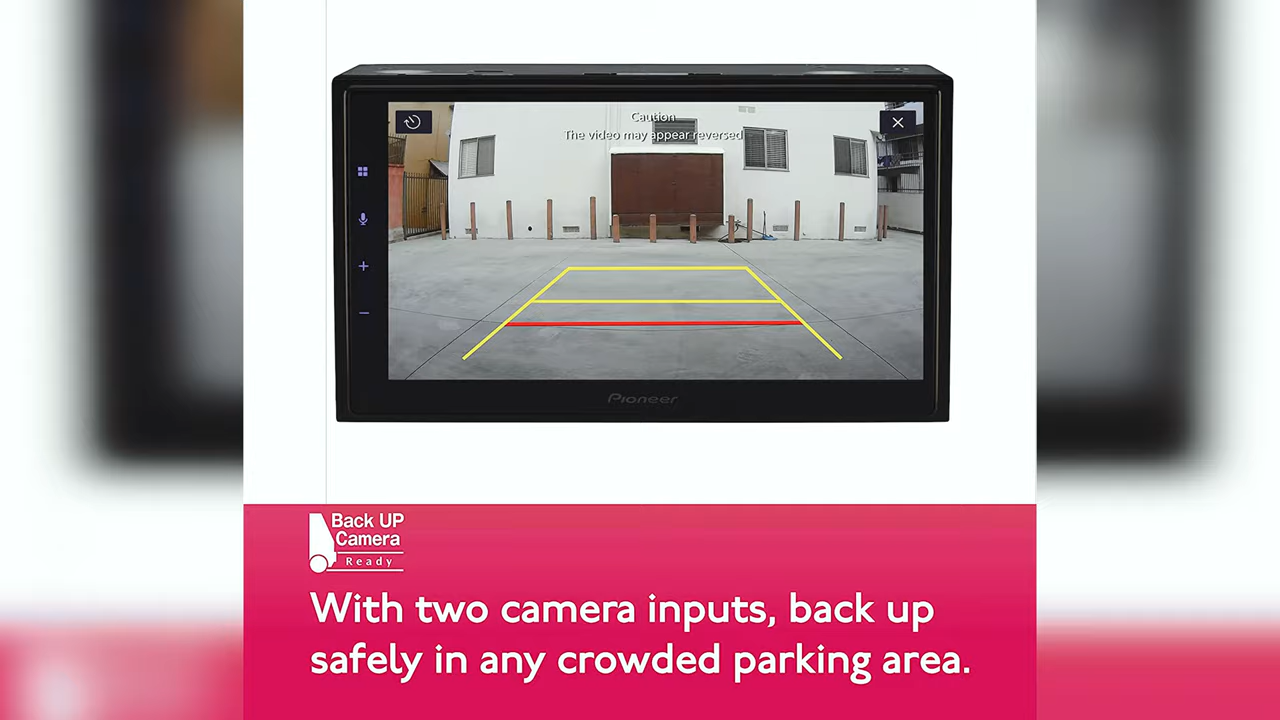 Caution
The video may appear reversed
Pioneer
Back UP
Camera
Ready
With two camera inputs, back up
safely in any crowded parking area.